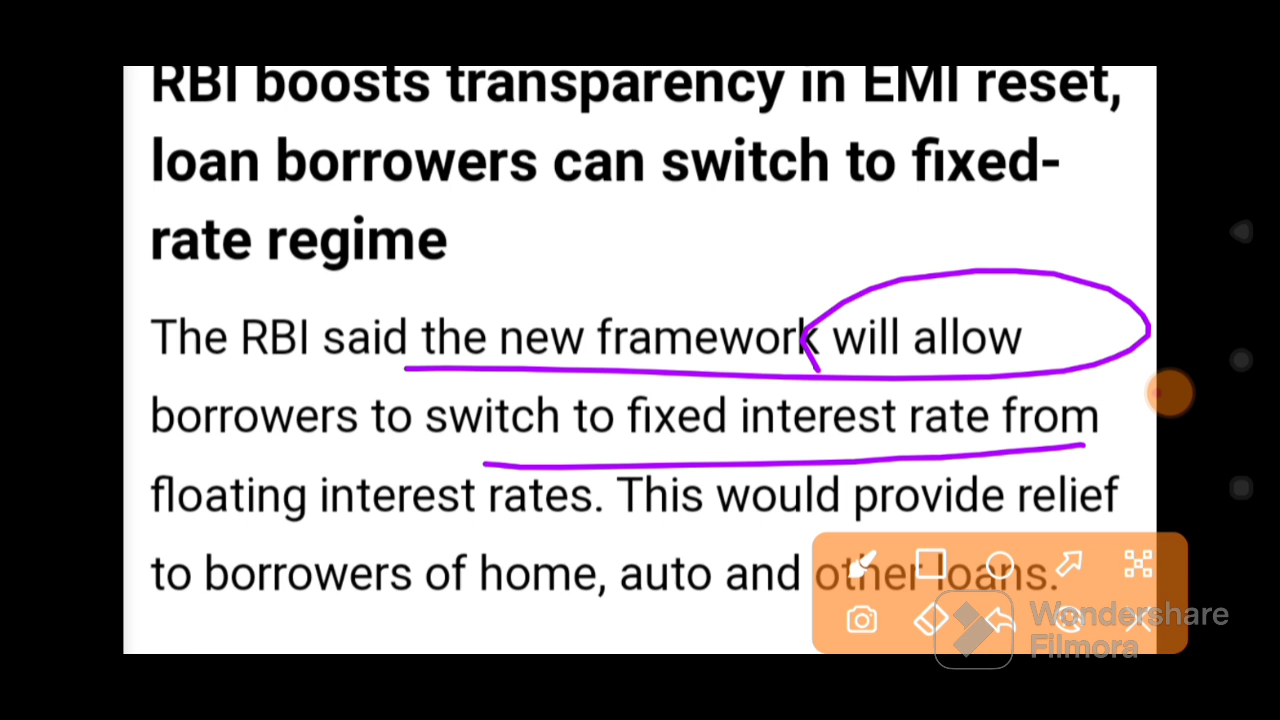 RBI boosts transparency in EMI reset,
loan borrowers can switch to fixed-
rate regime
The RBI said the new framework will allow
borrowers to switch to fixed interest rate from
floating interest rates. This would provide relief
to borrowers of home, auto and other loans.
Wondershare
Filmora